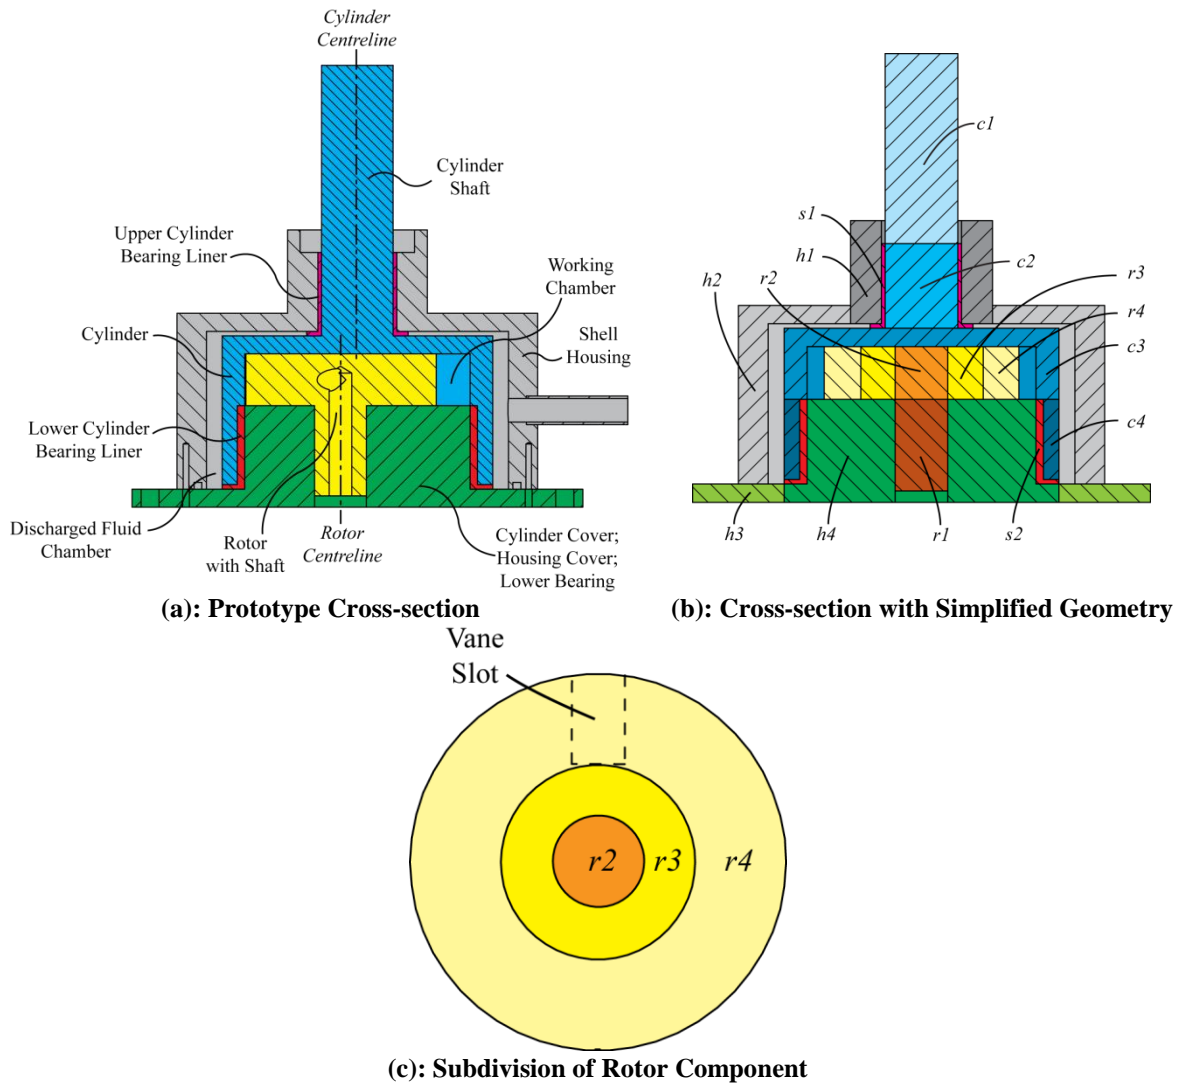 Cylinder
Centreline
Cylinder
Shaft
Upper Cylinder
Bearing Liner
Working
Chamber
Cylinder
Shell
Housing
Lower Cylinder
Bearing Liner
Discharged Fluid
Chamber
Rotor
with Shaft
Rotor
Centreline
Cylinder Cover;
Housing Cover;
Lower Bearing
(a): Prototype Cross-section
c1
s1
h1
h2
r2
c2
r3
r4
c3
c4
h3
h4
r1
s2
(b): Cross-section with Simplified Geometry
Vane
Slot
r2
r3
r4
(c): Subdivision of Rotor Component